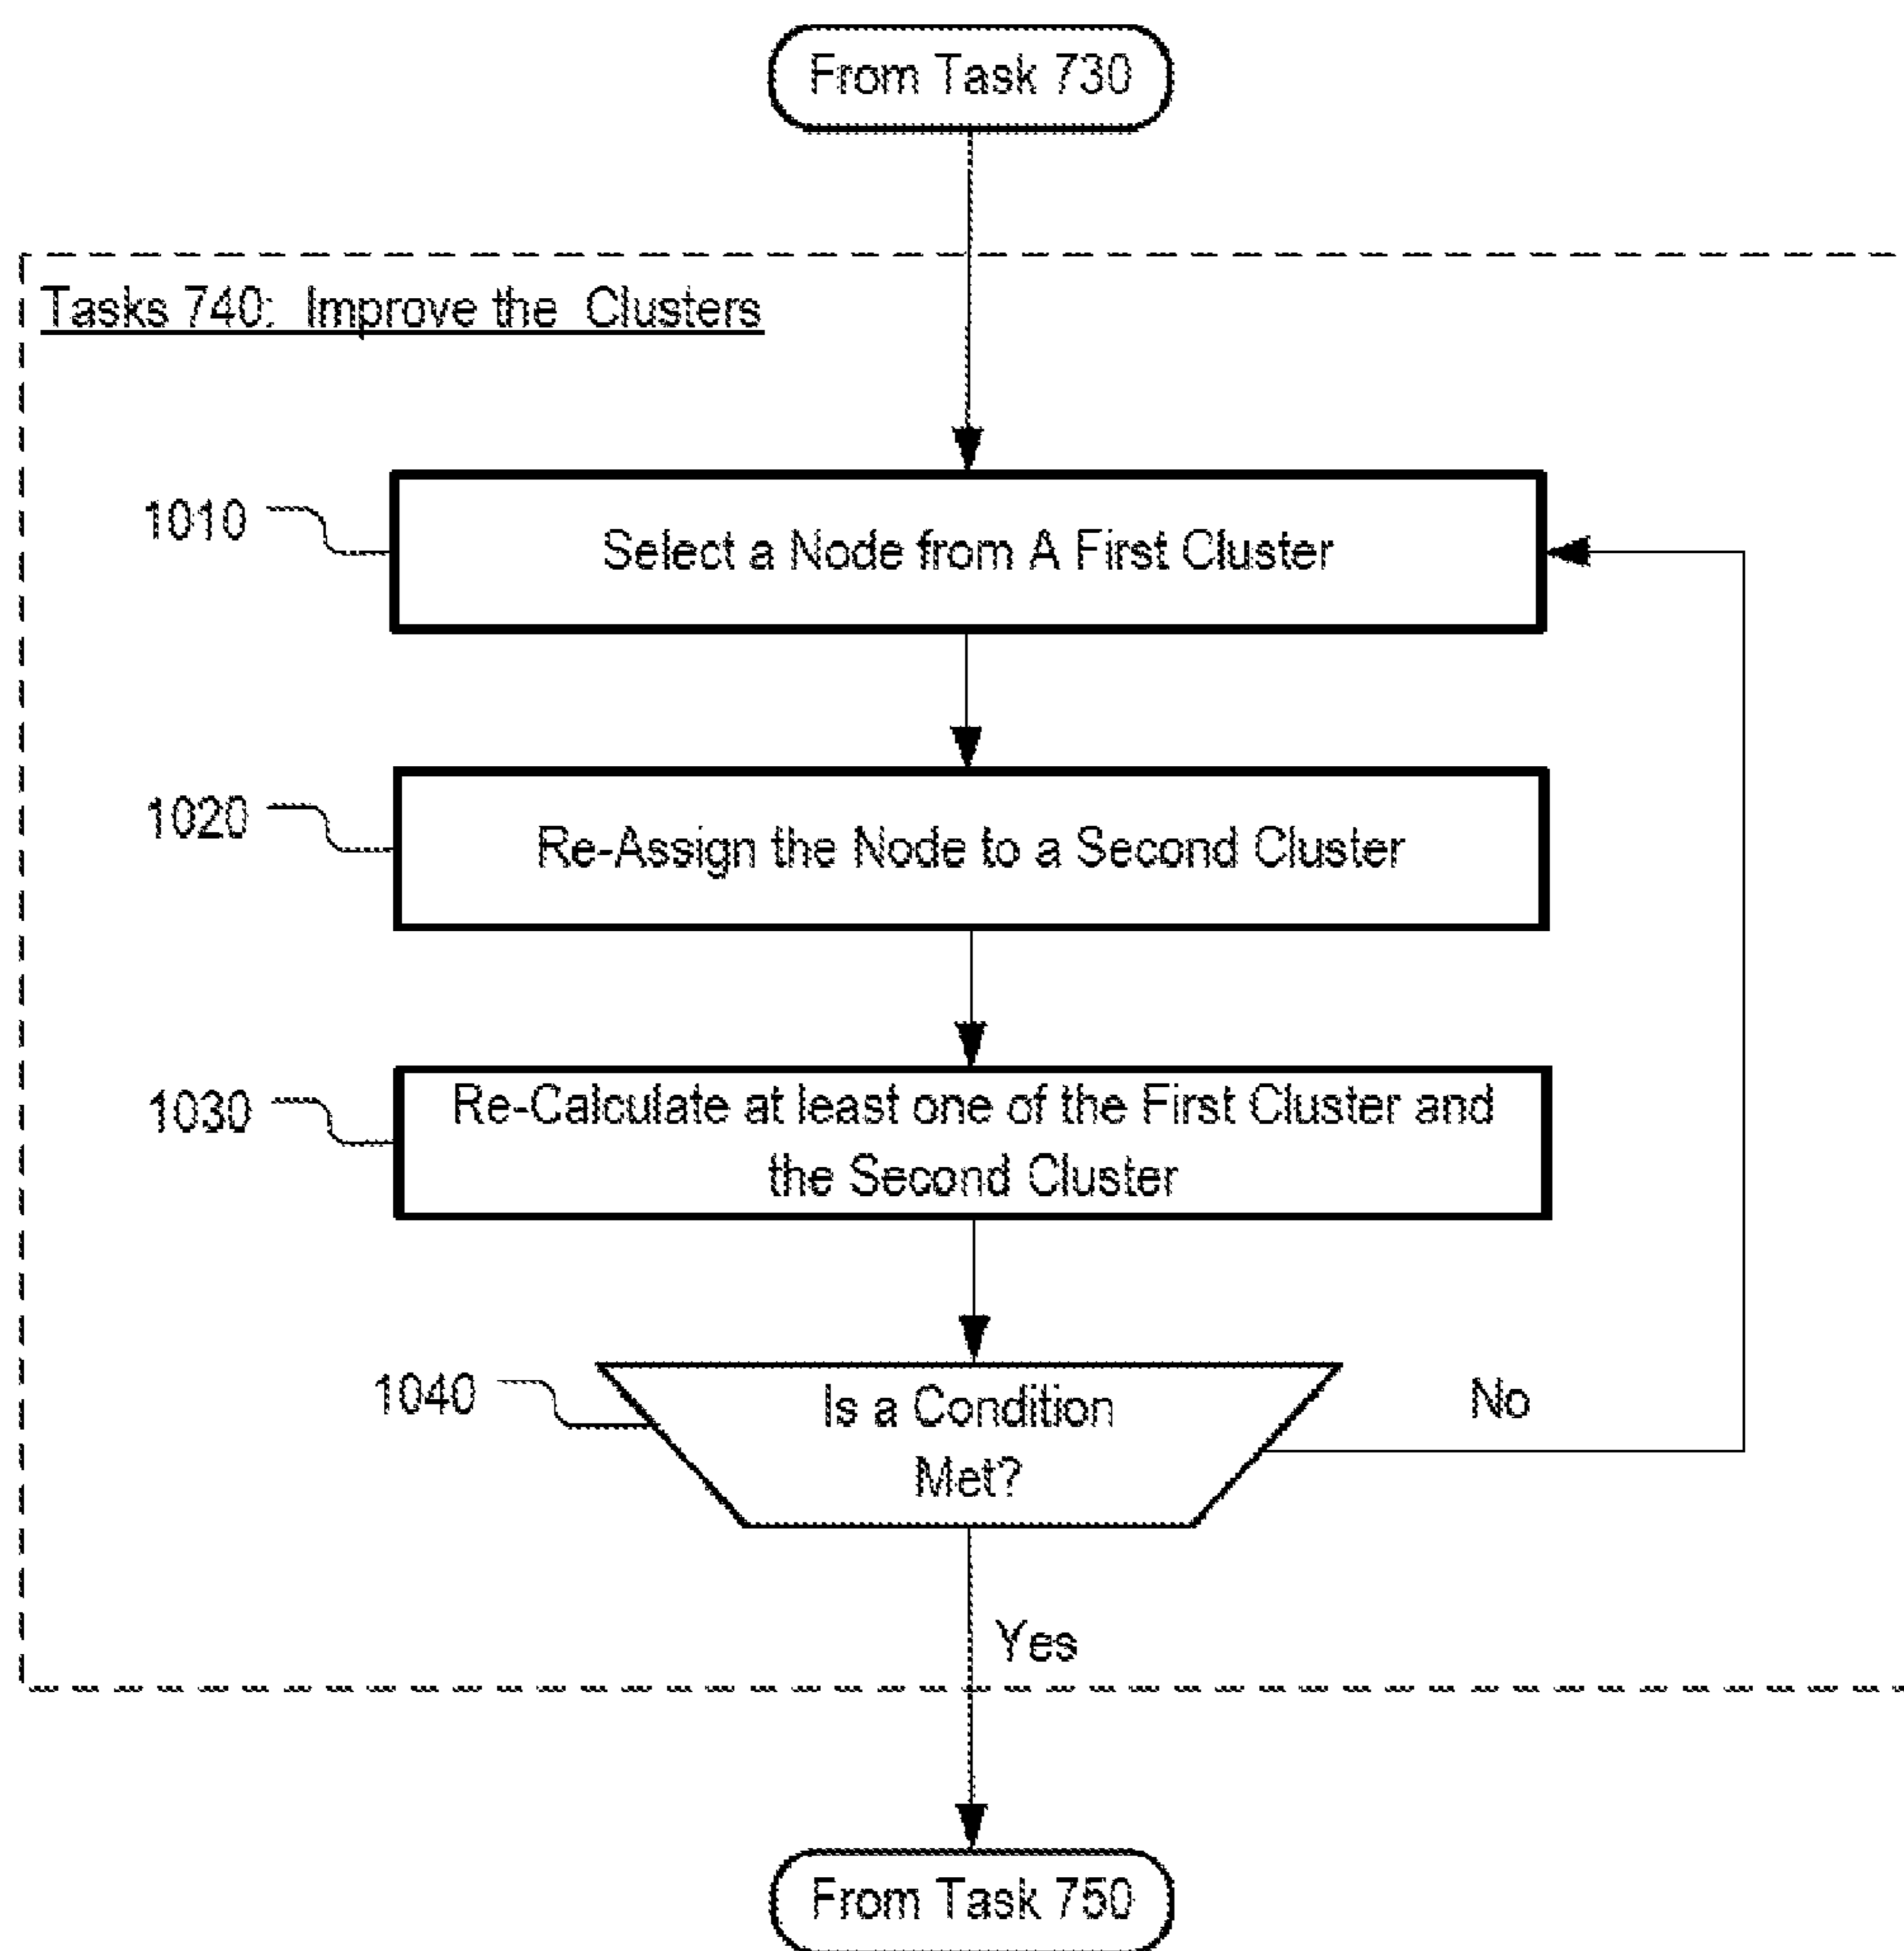 From Task 730
Tasks 740: Improve the Clusters
1010
Select a Node from A First Cluster
1020
Re-Assign the Node to a Second Cluster
1030
Re-Calculate at least one of the First Cluster and
the Second Cluster
1040
Is a Condition
Met?
No
Yes
From Task 750